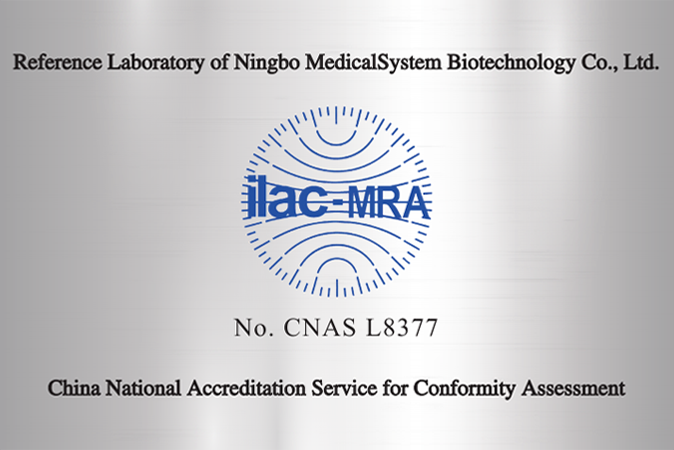 Reference Laboratory of Ningbo MedicalSystem Biotechnology Co., Ltd.
ilac-MRA
No. CNAS L8377
China National Accreditation Service for Conformity Assessment